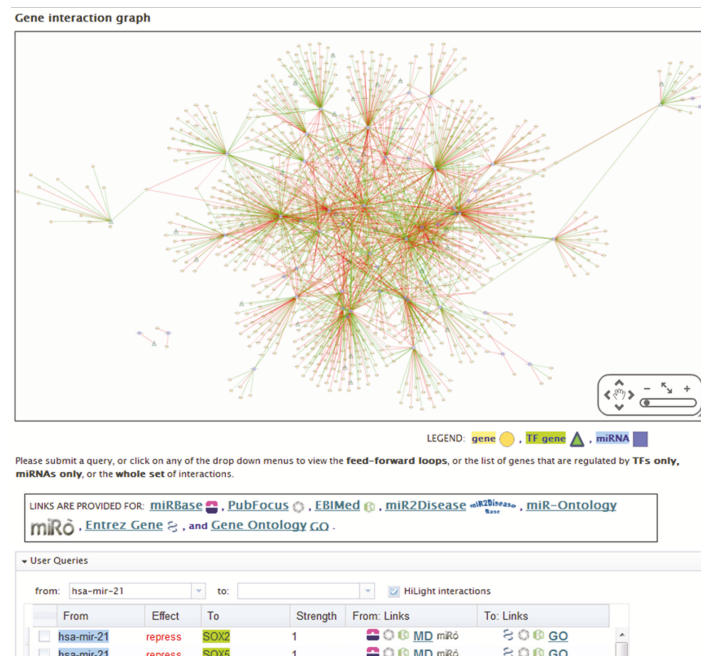 Gene interaction graph
LEGEND: gene , TF gene , miRNA
Please submit a query, or click on any of the drop down menus to view the feed-forward loops, or the list of genes that are regulated by TFs only,
miRNAs only, or the whole set of interactions.
LINKS ARE PROVIDED FOR: miRBase , PubFocus , EBIMed , miR2Disease miR2Disease Base , miR-Ontology
miRò , Entrez Gene , and Gene Ontology GO .
User Queries
from: hsa-mir-21 to: HiLight interactions
From Effect To Strength From: Links To: Links
hsa-mir-21 repress SOX2 1 MD miRò GO
hsa-mir-21 repress SOX5 1 MD miRò GO